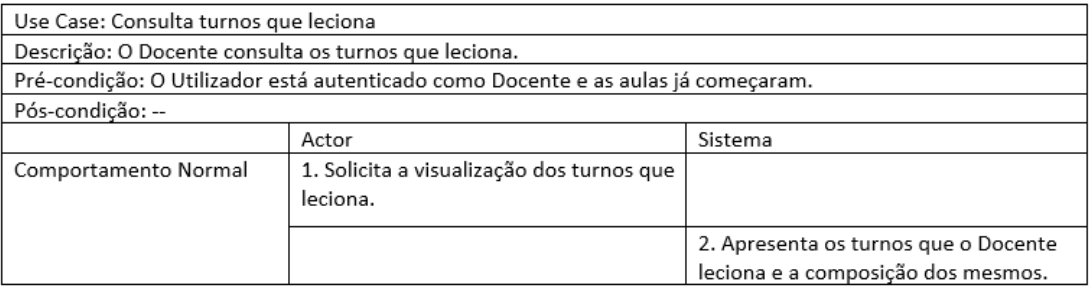 Use Case: Consulta turnos que leciona
Descrição: O Docente consulta os turnos que leciona.
Pré-condição: O Utilizador está autenticado como Docente e as aulas já começaram.
Pós-condição: --
Actor
Sistema
Comportamento Normal
1. Solicita a visualização dos turnos que
leciona.
2. Apresenta os turnos que o Docente
leciona e a composição dos mesmos.